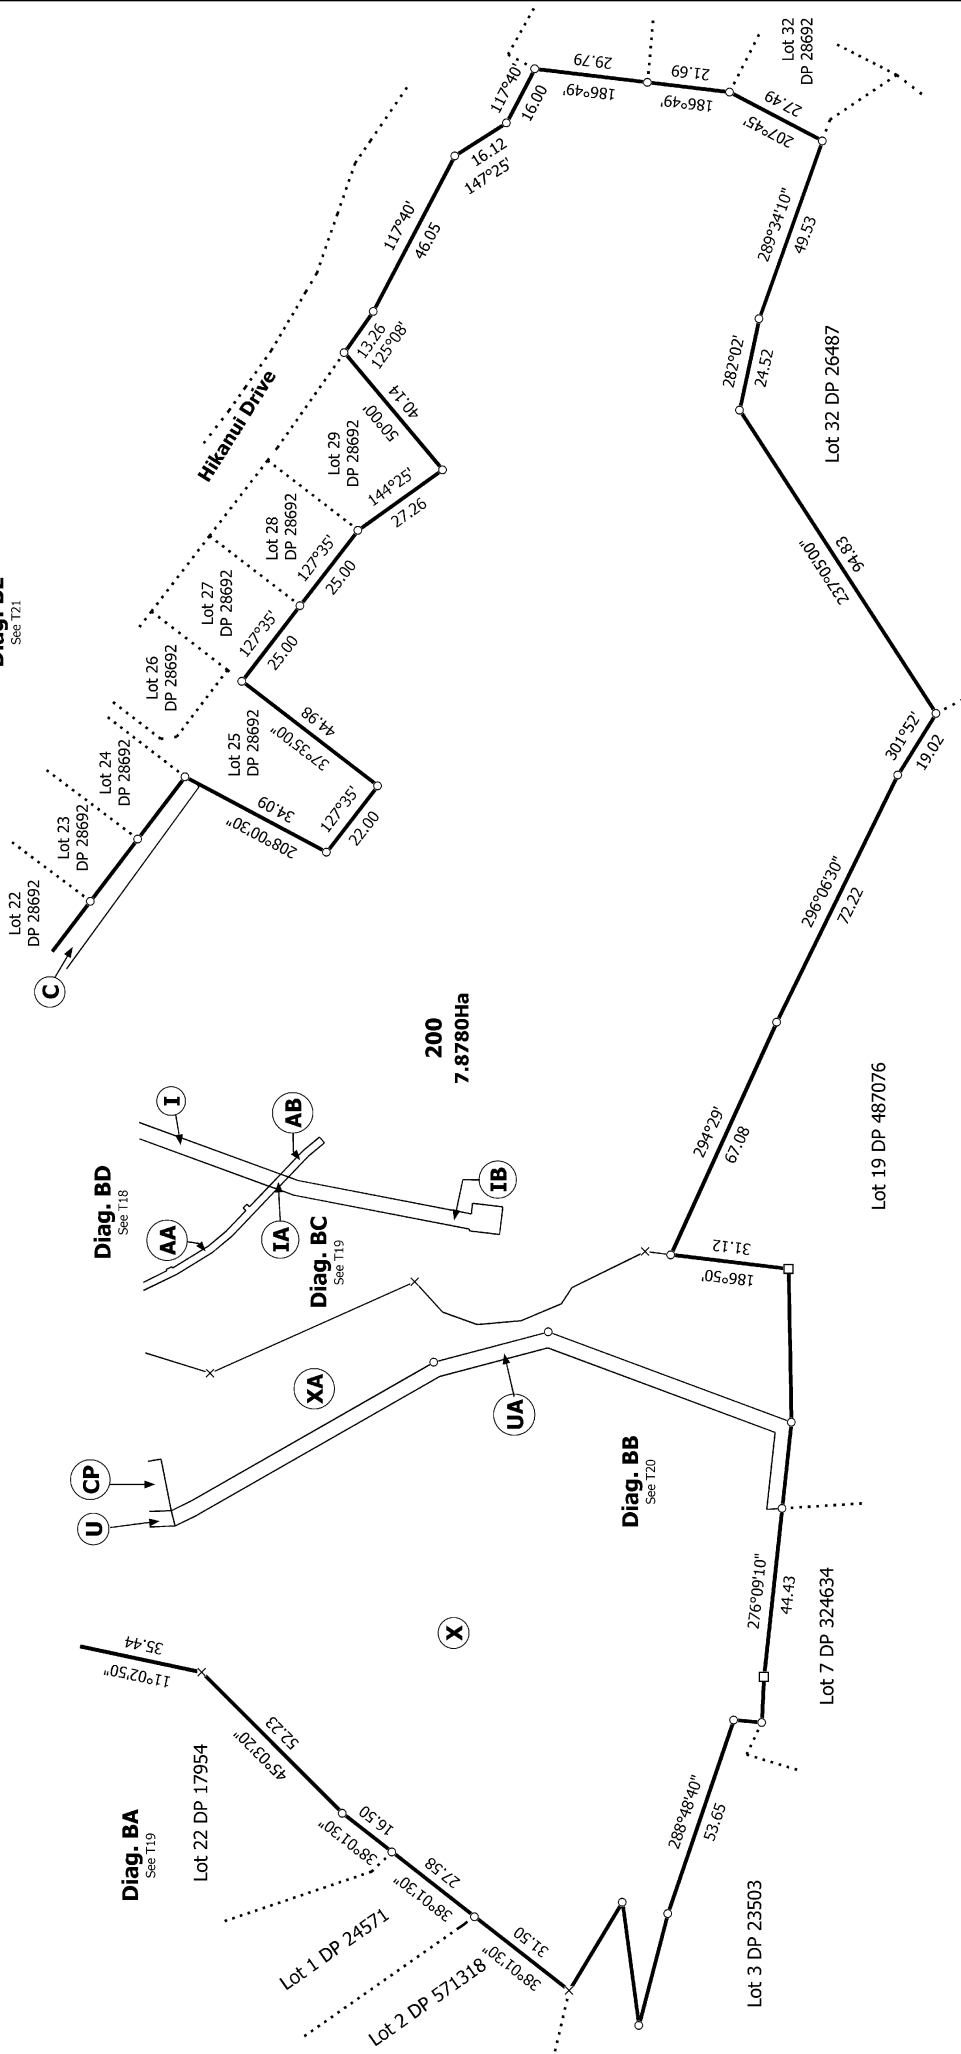 See T21
Hikanui Drive
Lot 22
DP 28692
Lot 23
DP 28692
Lot 24
DP 28692
Lot 25
DP 28692
Lot 26
DP 28692
Lot 27
DP 28692
Lot 28
DP 28692
Lot 29
DP 28692
Lot 32
DP 28692
C
208°00'30"
34.09
127°35'
22.00
37°35'00"
44.98
127°35'
25.00
127°35'
25.00
144°25'
27.26
50°00'
40.14
13.26
125°08'
117°40'
46.05
16.12
147°25'
117°40'
16.00
29.79
186°49'
21.69
186°49'
27.49
207°45'
289°34'10"
49.53
282°02'
24.52
Lot 32 DP 26487
237°05'00"
94.83
301°52'
19.02
296°06'30"
72.22
294°29'
67.08
Lot 19 DP 487076
200
7.8780Ha
I
AB
IB
IA
AA
Diag. BD
See T18
Diag. BC
See T19
XA
UA
CP
U
31.12
186°50'
Diag. BB
See T20
X
276°09'10"
44.43
Lot 7 DP 324634
35.44
11°02'50"
52.23
45°03'20"
16.50
38°01'30"
27.58
38°01'30"
31.50
38°01'30"
Lot 22 DP 17954
Diag. BA
See T19
Lot 1 DP 24571
Lot 2 DP 571318
288°48'40"
53.65
Lot 3 DP 23503